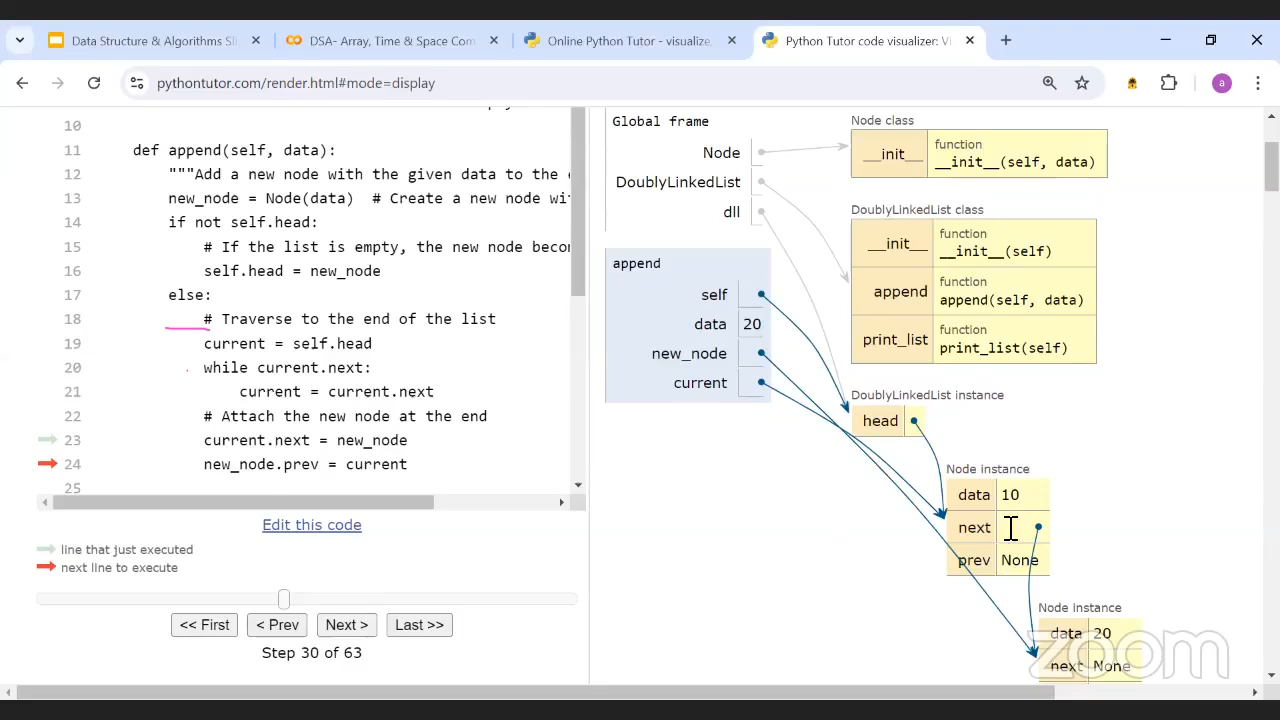 Data Structure & Algorithms Sli
DSA- Array, Time & Space Com
Online Python Tutor - visualize
Python Tutor code visualizer: Vi
pythontutor.com/render.html#mode=display
a
10
11 def append(self, data):
12 """Add a new node with the given data to the e
13 new_node = Node(data)  # Create a new node wit
14 if not self.head:
15 # If the list is empty, the new node becom
16 self.head = new_node
17 else:
18 # Traverse to the end of the list
19 current = self.head
20 while current.next:
21 current = current.next
22 # Attach the new node at the end
23 current.next = new_node
24 new_node.prev = current
25
Edit this code
line that just executed
next line to execute
<< First
< Prev
Next >
Last >>
Step 30 of 63
Global frame
Node
DoublyLinkedList
dll
append
self
data 20
new_node
current
Node class
__init__ function
__init__(self, data)
DoublyLinkedList class
__init__ function
__init__(self)
append function
append(self, data)
print_list function
print_list(self)
DoublyLinkedList instance
head
Node instance
data 10
next
prev None
Node instance
data 20
next None
zoom